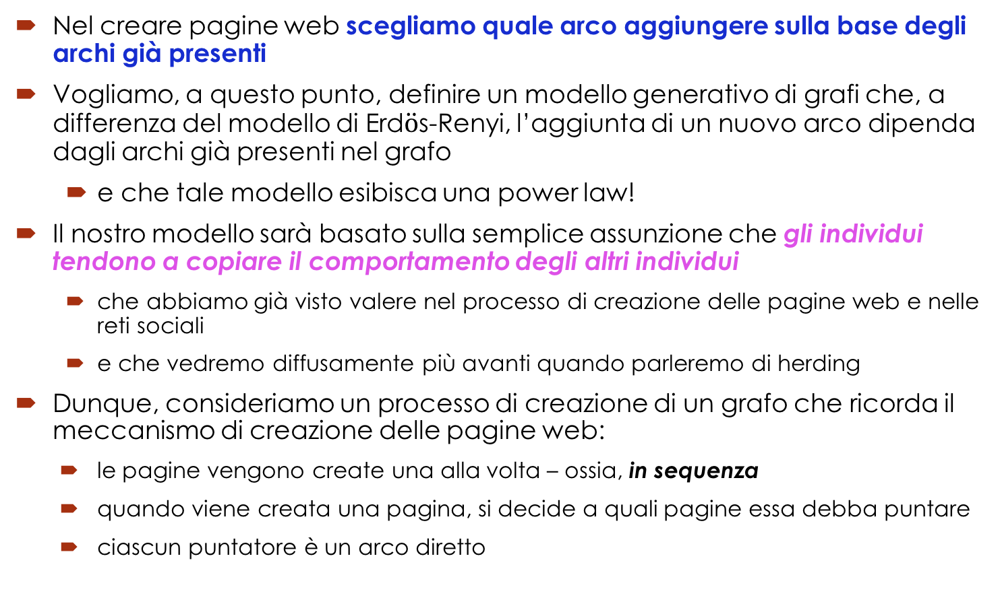 Nel creare pagine web scegliamo quale arco aggiungere sulla base degli
archi già presenti
Vogliamo, a questo punto, definire un modello generativo di grafi che, a
differenza del modello di Erdös-Renyi, l’aggiunta di un nuovo arco dipenda
dagli archi già presenti nel grafo
e che tale modello esibisca una power law!
Il nostro modello sarà basato sulla semplice assunzione che gli individui
tendono a copiare il comportamento degli altri individui
che abbiamo già visto valere nel processo di creazione delle pagine web e nelle
reti sociali
e che vedremo diffusamente più avanti quando parleremo di herding
Dunque, consideriamo un processo di creazione di un grafo che ricorda il
meccanismo di creazione delle pagine web:
le pagine vengono create una alla volta – ossia, in sequenza
quando viene creata una pagina, si decide a quali pagine essa debba puntare
ciascun puntatore è un arco diretto